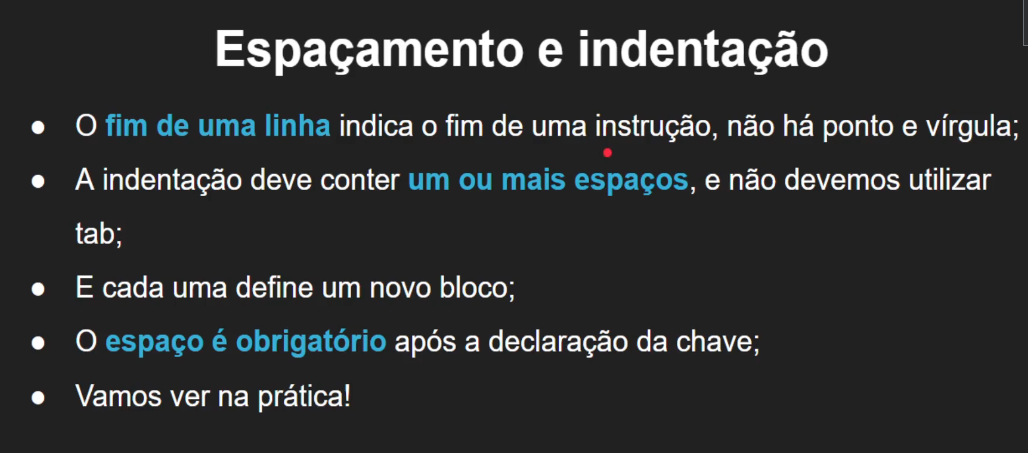 Espaçamento e indentação
● O fim de uma linha indica o fim de uma instrução, não há ponto e vírgula;
● A indentação deve conter um ou mais espaços, e não devemos utilizar
tab;
● E cada uma define um novo bloco;
● O espaço é obrigatório após a declaração da chave;
● Vamos ver na prática!